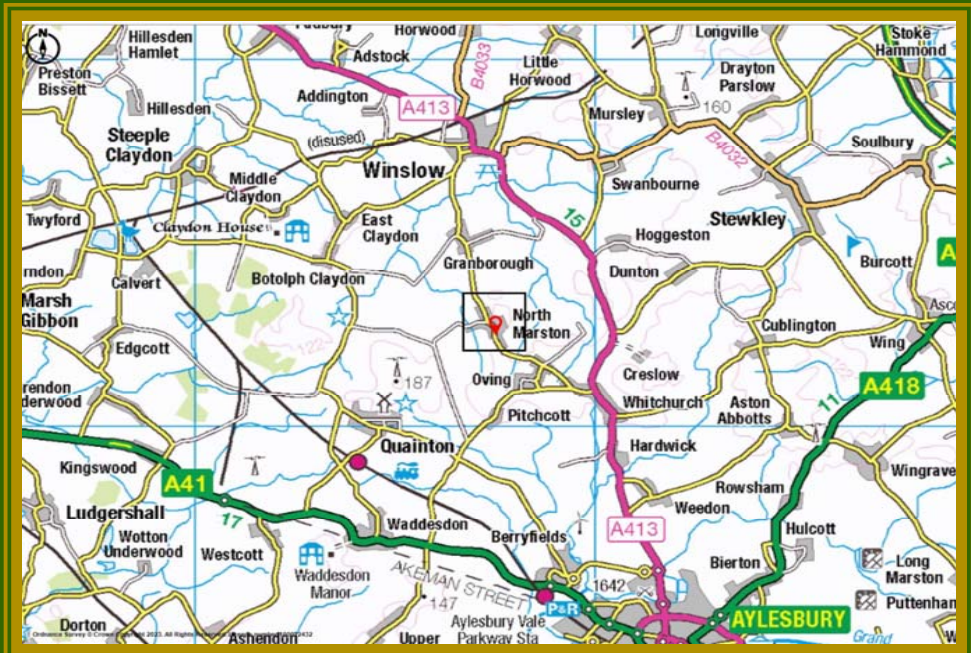 N
Hillesden
Hamlet
Adstock
Horwood
B4033
Longville
Stoke
Hammond
Preston
Bissett
Little
Horwood
Drayton
Parslow
Addington
A413
Hillesden
Mursley
160
Steeple
Claydon
(disused)
Winslow
B4032
Soulbury
7
Middle
Claydon
Swanbourne
Twyford
Claydon House
East
Claydon
15
Stewkley
Hoggeston
Granborough
Botolph Claydon
Dunton
Burcott
A
Calvert
Marsh
Gibbon
North
Marston
Cublington
Wing
Edgcott
122
Oving
Creslow
187
A418
Whitchurch
Aston
Abbotts
11
Pitchcott
Quainton
Hardwick
Kingswood
Wingrave
A41
Rowsham
Weedon
Ludgershall
17
Waddesdon
A413
Hulcott
Wotton
Underwood
Westcott
Berryfields
Bierton
Long
Marston
Waddesdon
Manor
AKEMAN STREET
1642
147
P&R
Puttenham
Aylesbury Vale
Parkway Sta
AYLESBURY
Dorton
Ashendon
Upper
Grand